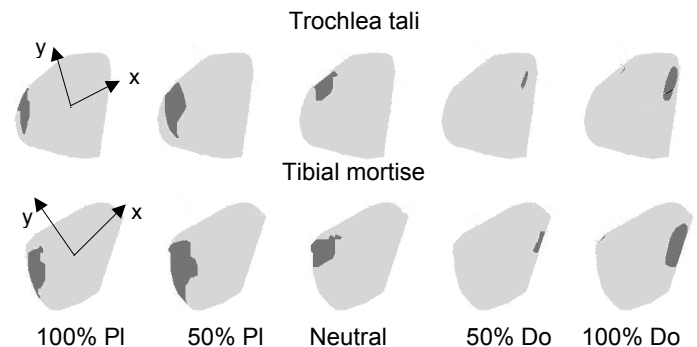 Trochlea tali
y
x
Tibial mortise
y
x
100% Pl 50% Pl Neutral 50% Do 100% Do